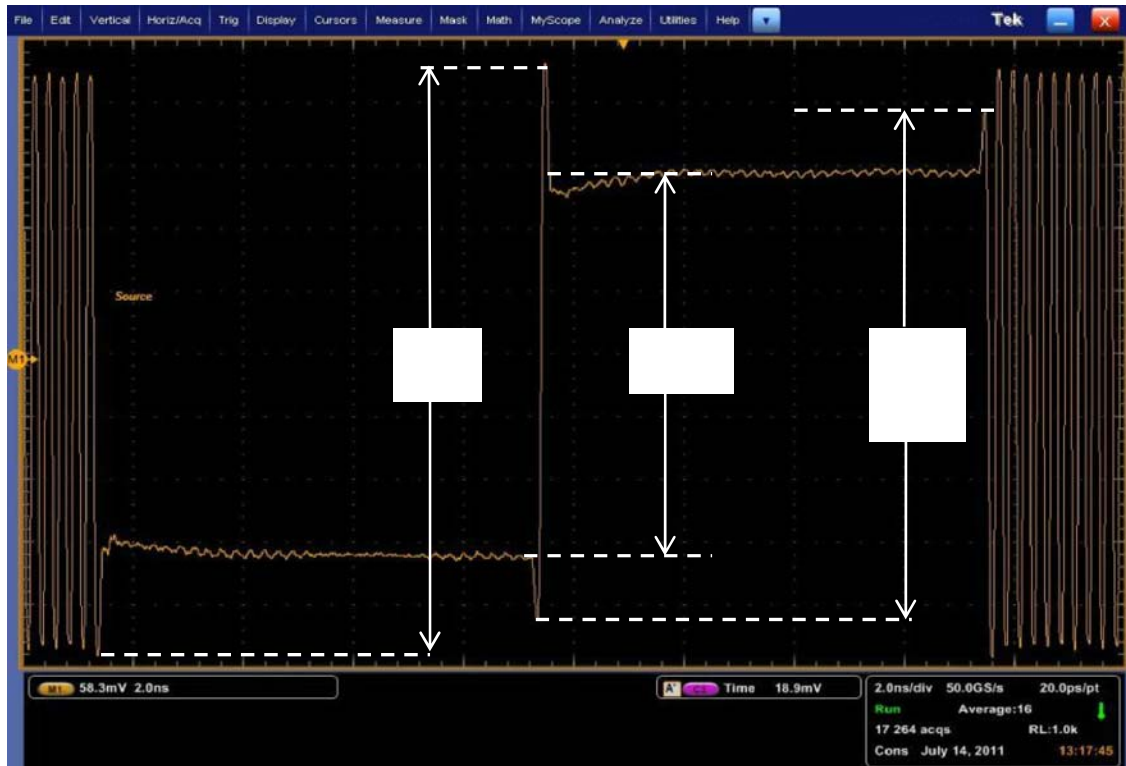 File Edit Vertical Horiz/Acq Trig Display Cursors Measure Mask Math MyScope Analyze Utilities Help Tek
Source
M1
M1 58.3mV 2.0ns
A' C3 Time 18.9mV
2.0ns/div 50.0GS/s 20.0ps/pt
Run Average:16
17 264 acqs RL:1.0k
Cons July 14, 2011 13:17:45